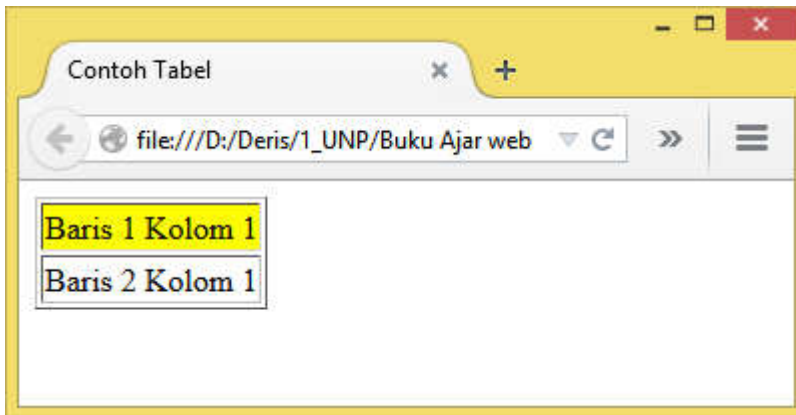 Contoh Tabel
file:///D:/Deris/1_UNP/Buku Ajar web
Baris 1 Kolom 1
Baris 2 Kolom 1